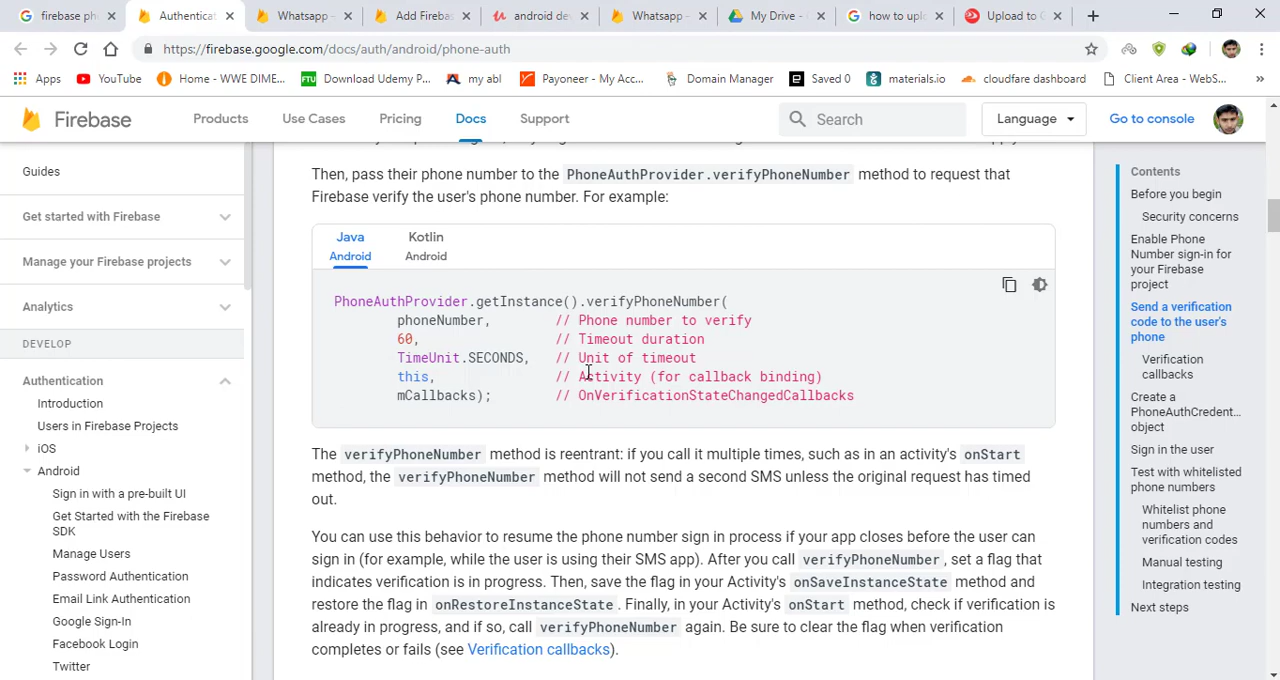 firebase ph
Authenticat
Whatsapp –
Add Firebas
android de
Whatsapp –
My Drive – G
how to uplo
Upload to G
https://firebase.google.com/docs/auth/android/phone-auth
Apps
YouTube
Home - WWE DIME...
Download Udemy P...
my abl
Payoneer - My Acc...
Domain Manager
Saved 0
materials.io
cloudfare dashboard
Client Area - WebS...
»
Firebase
Products
Use Cases
Pricing
Docs
Support
Search
Language
Go to console
Guides
Get started with Firebase
Manage your Firebase projects
Analytics
DEVELOP
Authentication
Introduction
Users in Firebase Projects
iOS
Android
Sign in with a pre-built UI
Get Started with the Firebase
SDK
Manage Users
Password Authentication
Email Link Authentication
Google Sign-In
Facebook Login
Twitter
Then, pass their phone number to the PhoneAuthProvider.verifyPhoneNumber method to request that
Firebase verify the user's phone number. For example:
Java
Android
Kotlin
Android
PhoneAuthProvider.getInstance().verifyPhoneNumber(
phoneNumber, // Phone number to verify
60, // Timeout duration
TimeUnit.SECONDS, // Unit of timeout
this, // Activity (for callback binding)
mCallbacks); // OnVerificationStateChangedCallbacks
The verifyPhoneNumber method is reentrant: if you call it multiple times, such as in an activity's onStart
method, the verifyPhoneNumber method will not send a second SMS unless the original request has timed
out.
You can use this behavior to resume the phone number sign in process if your app closes before the user can
sign in (for example, while the user is using their SMS app). After you call verifyPhoneNumber, set a flag that
indicates verification is in progress. Then, save the flag in your Activity's onSaveInstanceState method and
restore the flag in onRestoreInstanceState. Finally, in your Activity's onStart method, check if verification is
already in progress, and if so, call verifyPhoneNumber again. Be sure to clear the flag when verification
completes or fails (see Verification callbacks).
Contents
Before you begin
Security concerns
Enable Phone
Number sign-in for
your Firebase
project
Send a verification
code to the user's
phone
Verification
callbacks
Create a
PhoneAuthCredent...
object
Sign in the user
Test with whitelisted
phone numbers
Whitelist phone
numbers and
verification codes
Manual testing
Integration testing
Next steps